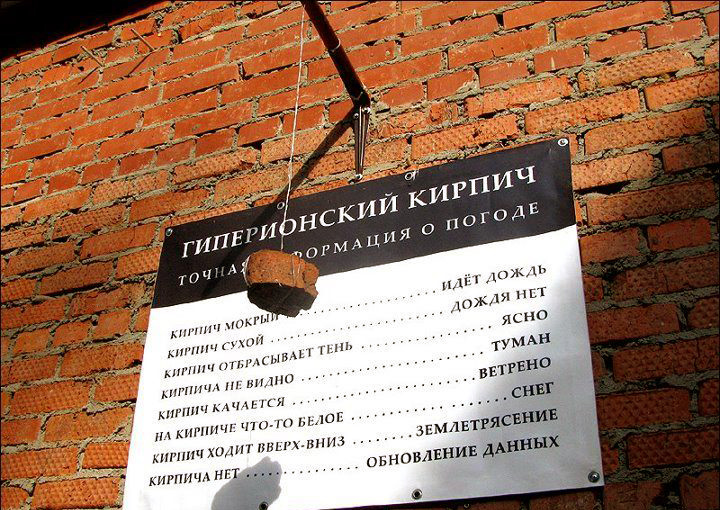 ГИПЕРИОНСКИЙ КИРПИЧ
ТОЧНАЯ ИНФОРМАЦИЯ О ПОГОДЕ
КИРПИЧ МОКРЫЙ ........................ ИДЁТ ДОЖДЬ
КИРПИЧ СУХОЙ ........................ ДОЖДЯ НЕТ
КИРПИЧ ОТБРАСЫВАЕТ ТЕНЬ .................... ЯСНО
КИРПИЧА НЕ ВИДНО ........................ ТУМАН
КИРПИЧ КАЧАЕТСЯ ........................ ВЕТРЕНО
НА КИРПИЧЕ ЧТО-ТО БЕЛОЕ .................... СНЕГ
КИРПИЧ ХОДИТ ВВЕРХ-ВНИЗ ........ ЗЕМЛЕТРЯСЕНИЕ
КИРПИЧА НЕТ ................ ОБНОВЛЕНИЕ ДАННЫХ